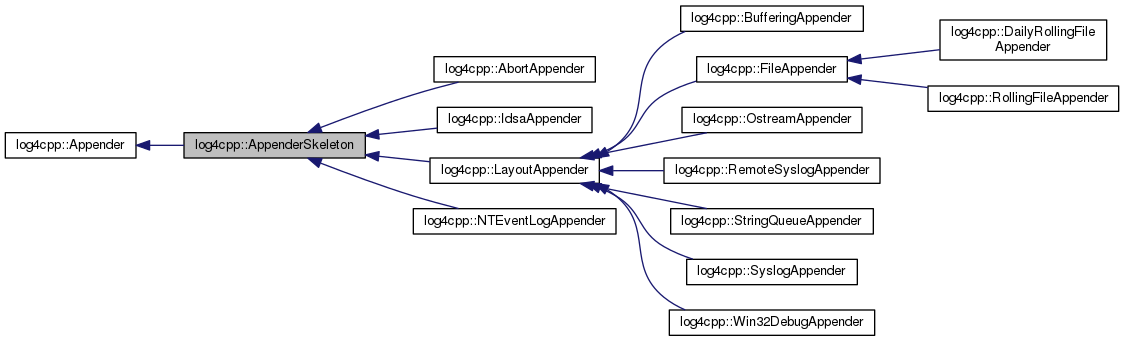 log4cpp::Appender
log4cpp::AppenderSkeleton
log4cpp::AbortAppender
log4cpp::IdsaAppender
log4cpp::LayoutAppender
log4cpp::NTEventLogAppender
log4cpp::BufferingAppender
log4cpp::FileAppender
log4cpp::OstreamAppender
log4cpp::RemoteSyslogAppender
log4cpp::StringQueueAppender
log4cpp::SyslogAppender
log4cpp::Win32DebugAppender
log4cpp::DailyRollingFile
Appender
log4cpp::RollingFileAppender